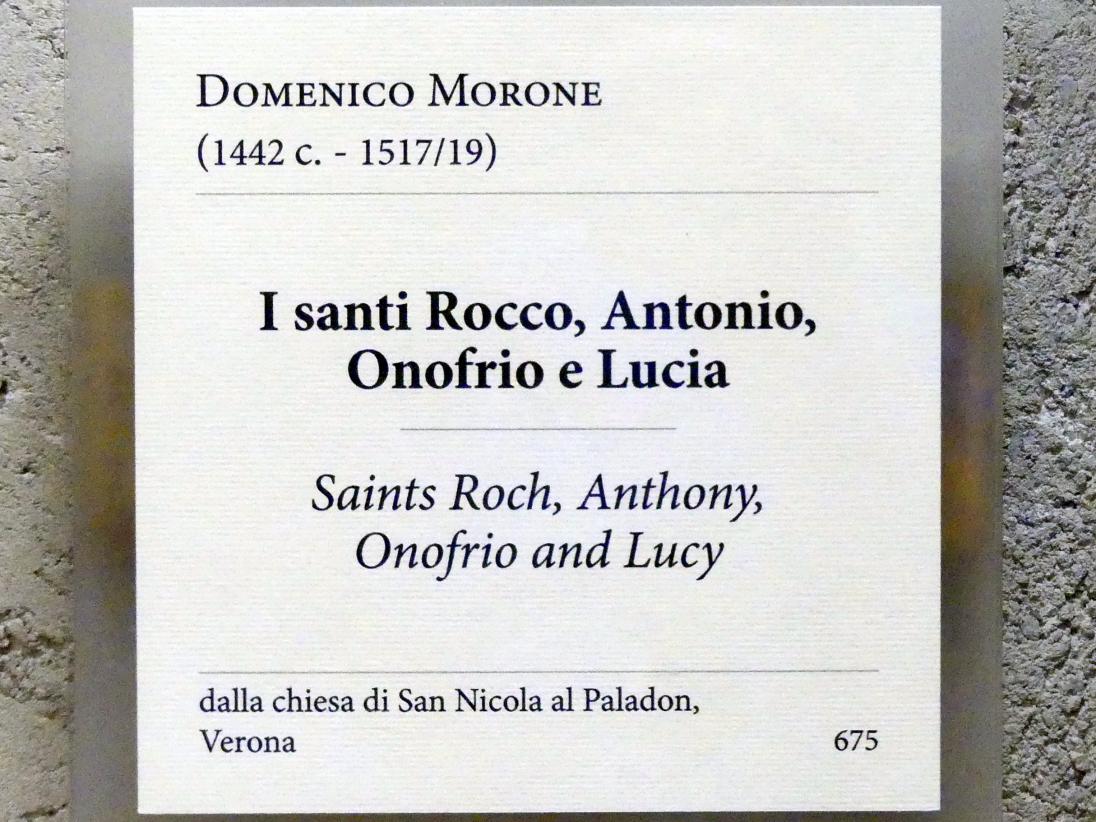 DOMENICO MORONE
(1442 c. - 1517/19)
I santi Rocco, Antonio,
Onofrio e Lucia
Saints Roch, Anthony,
Onofrio and Lucy
dalla chiesa di San Nicola al Paladon,
Verona 675